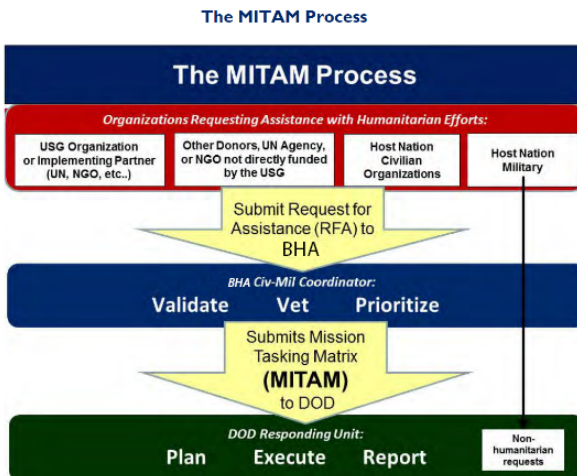 The MITAM Process
The MITAM Process
Organizations Requesting Assistance with Humanitarian Efforts:
USG Organization
or Implementing Partner
(UN, NGO, etc..)
Other Donors, UN Agency,
or NGO not directly funded
by the USG
Host Nation
Civilian
Organizations
Host Nation
Military
Submit Request for
Assistance (RFA) to
BHA
BHA Civ-Mil Coordinator:
Validate Vet Prioritize
Submits Mission
Tasking Matrix
(MITAM)
to DOD
DOD Responding Unit:
Plan Execute Report
Non-
humanitarian
requests